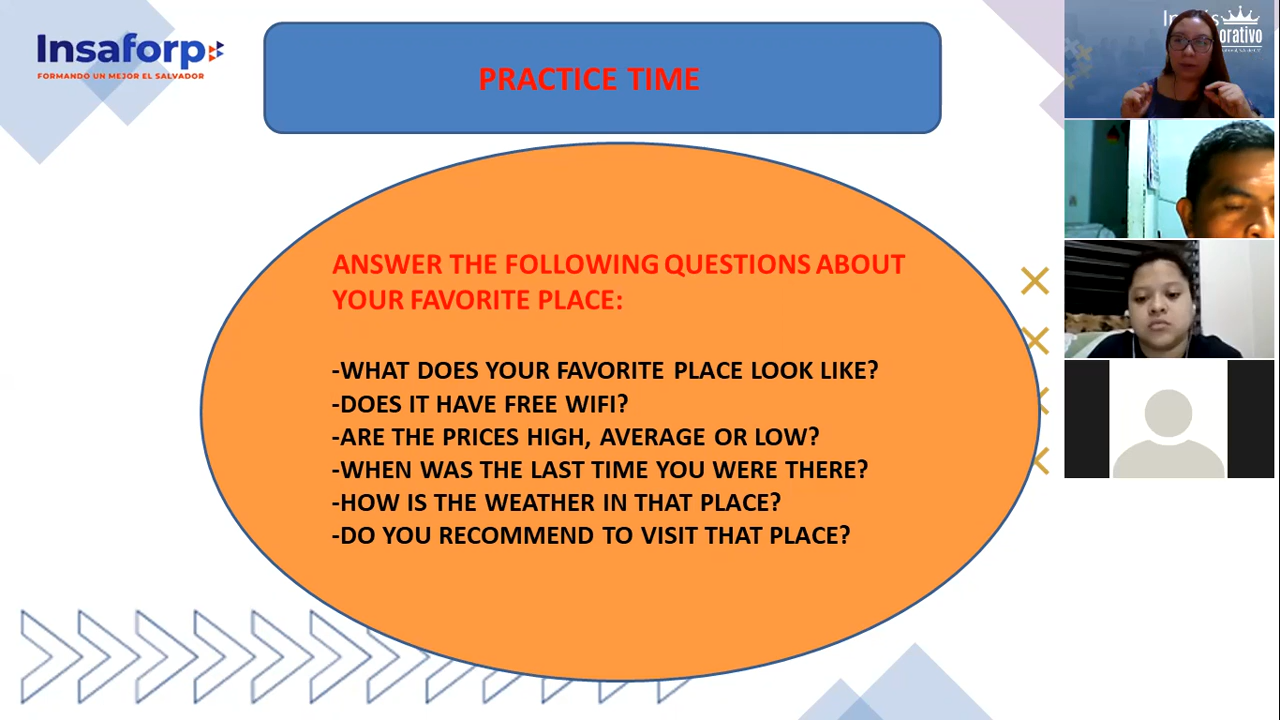 Insaforp
FORMANDO UN MEJOR EL SALVADOR
PRACTICE TIME
ANSWER THE FOLLOWING QUESTIONS ABOUT
YOUR FAVORITE PLACE:
-WHAT DOES YOUR FAVORITE PLACE LOOK LIKE?
-DOES IT HAVE FREE WIFI?
-ARE THE PRICES HIGH, AVERAGE OR LOW?
-WHEN WAS THE LAST TIME YOU WERE THERE?
-HOW IS THE WEATHER IN THAT PLACE?
-DO YOU RECOMMEND TO VISIT THAT PLACE?